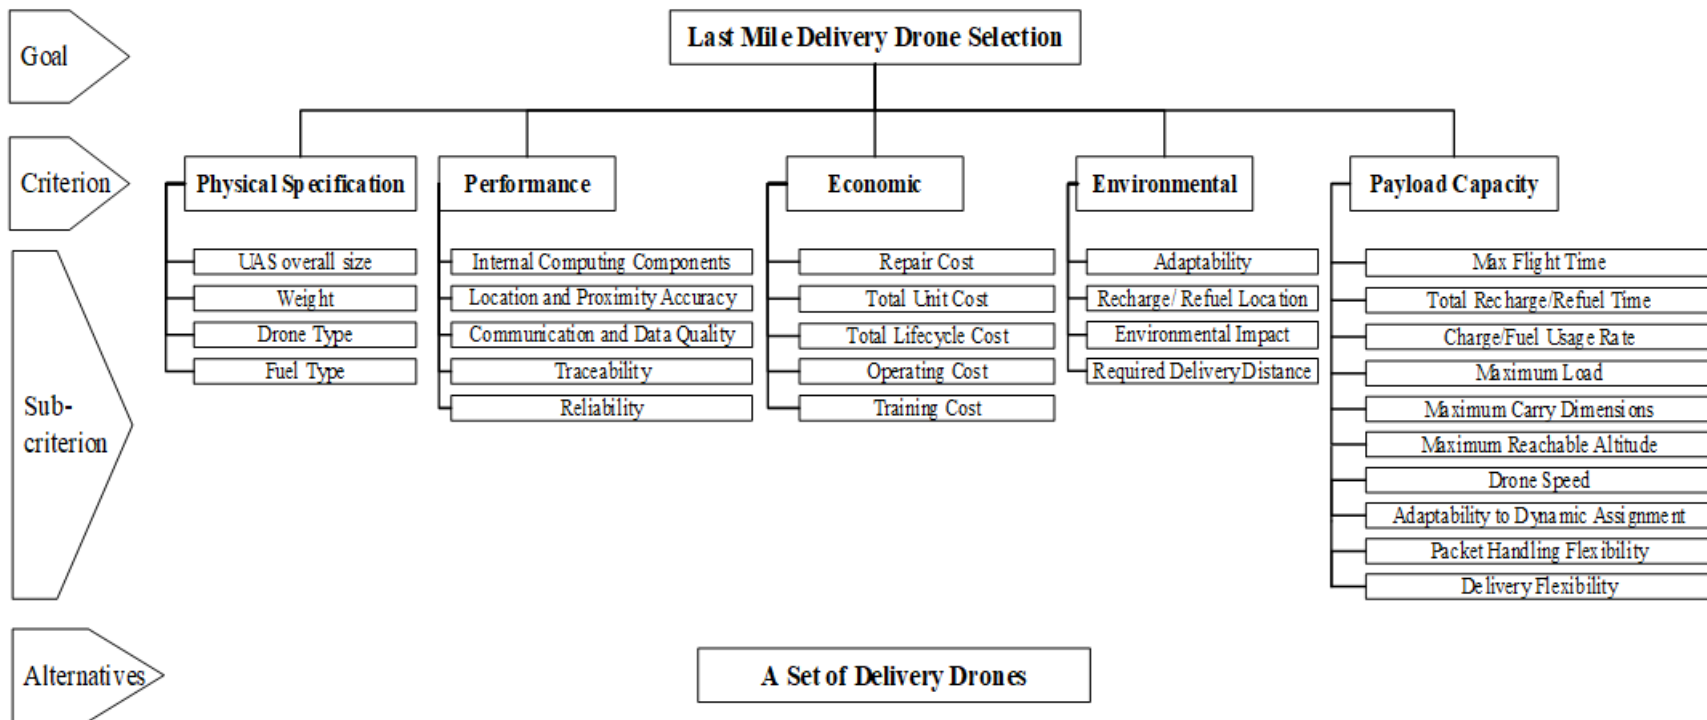 Goal
Last Mile Delivery Drone Selection
Criterion
Physical Specification
Performance
Economic
Environmental
Payload Capacity
Sub-
criterion
UAS overall size
Weight
Drone Type
Fuel Type
Internal Computing Components
Location and Proximity Accuracy
Communication and Data Quality
Traceability
Reliability
Repair Cost
Total Unit Cost
Total Lifecycle Cost
Operating Cost
Training Cost
Adaptability
Recharge/ Refuel Location
Environmental Impact
Required Delivery Distance
Max Flight Time
Total Recharge/Refuel Time
Charge/Fuel Usage Rate
Maximum Load
Maximum Carry Dimensions
Maximum Reachable Altitude
Drone Speed
Adaptability to Dynamic Assignment
Packet Handling Flexibility
Delivery Flexibility
Alternatives
A Set of Delivery Drones